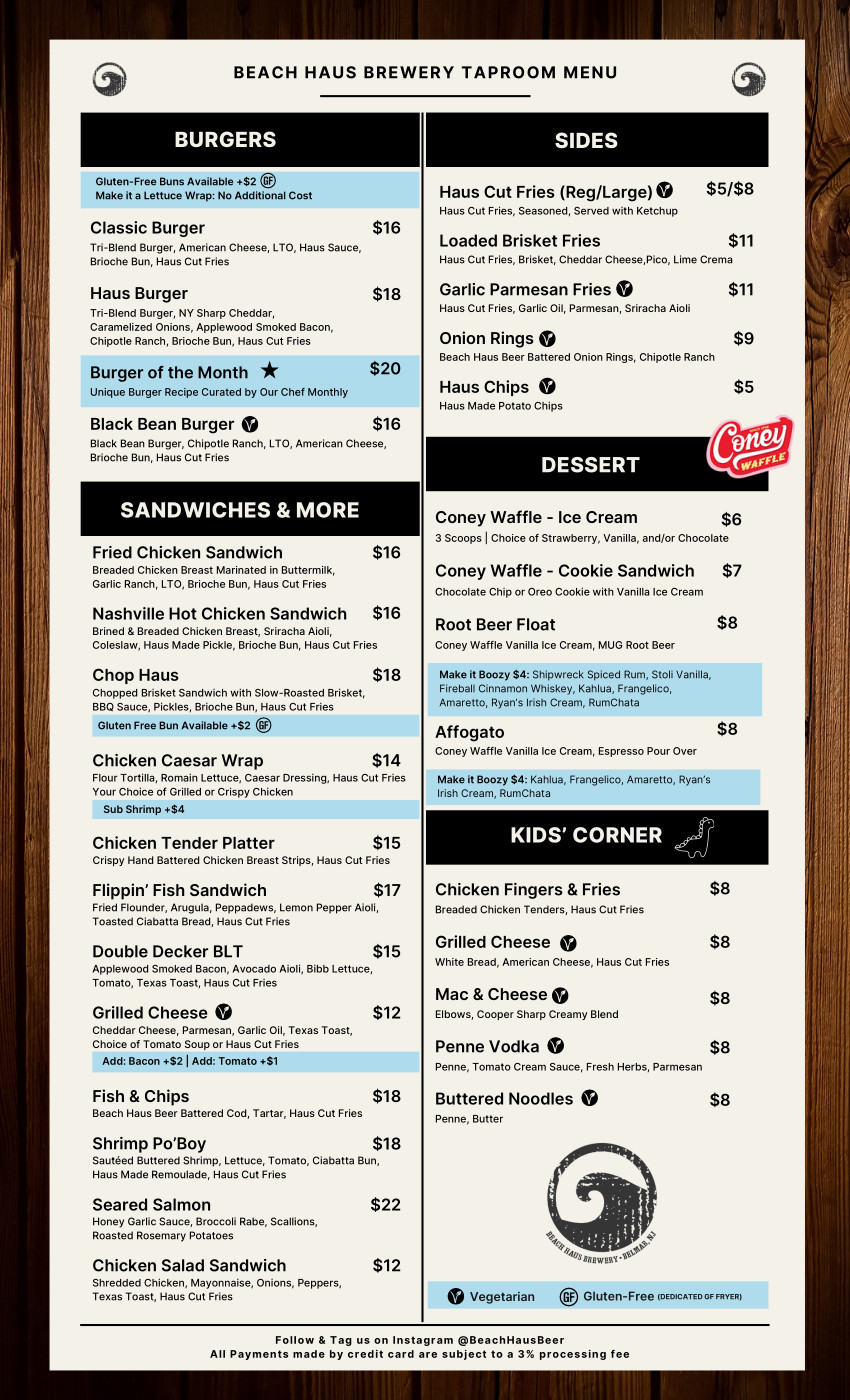 BEACH HAUS BREWERY TAPROOM MENU
BURGERS
Gluten-Free Buns Available +$2 GF
Make it a Lettuce Wrap: No Additional Cost
Classic Burger $16
Tri-Blend Burger, American Cheese, LTO, Haus Sauce,
Brioche Bun, Haus Cut Fries
Haus Burger $18
Tri-Blend Burger, NY Sharp Cheddar,
Caramelized Onions, Applewood Smoked Bacon,
Chipotle Ranch, Brioche Bun, Haus Cut Fries
Burger of the Month ★ $20
Unique Burger Recipe Curated by Our Chef Monthly
Black Bean Burger V $16
Black Bean Burger, Chipotle Ranch, LTO, American Cheese,
Brioche Bun, Haus Cut Fries
SANDWICHES & MORE
Fried Chicken Sandwich $16
Breaded Chicken Breast Marinated in Buttermilk,
Garlic Ranch, LTO, Brioche Bun, Haus Cut Fries
Nashville Hot Chicken Sandwich $16
Brined & Breaded Chicken Breast, Sriracha Aioli,
Coleslaw, Haus Made Pickle, Brioche Bun, Haus Cut Fries
Chop Haus $18
Chopped Brisket Sandwich with Slow-Roasted Brisket,
BBQ Sauce, Pickles, Brioche Bun, Haus Cut Fries
Gluten Free Bun Available +$2 GF
Chicken Caesar Wrap $14
Flour Tortilla, Romain Lettuce, Caesar Dressing, Haus Cut Fries
Your Choice of Grilled or Crispy Chicken
Sub Shrimp +$4
Chicken Tender Platter $15
Crispy Hand Battered Chicken Breast Strips, Haus Cut Fries
Flippin’ Fish Sandwich $17
Fried Flounder, Arugula, Peppadews, Lemon Pepper Aioli,
Toasted Ciabatta Bread, Haus Cut Fries
Double Decker BLT $15
Applewood Smoked Bacon, Avocado Aioli, Bibb Lettuce,
Tomato, Texas Toast, Haus Cut Fries
Grilled Cheese V $12
Cheddar Cheese, Parmesan, Garlic Oil, Texas Toast,
Choice of Tomato Soup or Haus Cut Fries
Add: Bacon +$2 | Add: Tomato +$1
Fish & Chips $18
Beach Haus Beer Battered Cod, Tartar, Haus Cut Fries
Shrimp Po’Boy $18
Sautéed Buttered Shrimp, Lettuce, Tomato, Ciabatta Bun,
Haus Made Remoulade, Haus Cut Fries
Seared Salmon $22
Honey Garlic Sauce, Broccoli Rabe, Scallions,
Roasted Rosemary Potatoes
Chicken Salad Sandwich $12
Shredded Chicken, Mayonnaise, Onions, Peppers,
Texas Toast, Haus Cut Fries
SIDES
Haus Cut Fries (Reg/Large) V $5/$8
Haus Cut Fries, Seasoned, Served with Ketchup
Loaded Brisket Fries $11
Haus Cut Fries, Brisket, Cheddar Cheese,Pico, Lime Crema
Garlic Parmesan Fries V $11
Haus Cut Fries, Garlic Oil, Parmesan, Sriracha Aioli
Onion Rings V $9
Beach Haus Beer Battered Onion Rings, Chipotle Ranch
Haus Chips V $5
Haus Made Potato Chips
DESSERT
Coney
WAFFLE
Coney Waffle - Ice Cream $6
3 Scoops | Choice of Strawberry, Vanilla, and/or Chocolate
Coney Waffle - Cookie Sandwich $7
Chocolate Chip or Oreo Cookie with Vanilla Ice Cream
Root Beer Float $8
Coney Waffle Vanilla Ice Cream, MUG Root Beer
Make it Boozy $4: Shipwreck Spiced Rum, Stoli Vanilla,
Fireball Cinnamon Whiskey, Kahlua, Frangelico,
Amaretto, Ryan’s Irish Cream, RumChata
Affogato $8
Coney Waffle Vanilla Ice Cream, Espresso Pour Over
Make it Boozy $4: Kahlua, Frangelico, Amaretto, Ryan’s
Irish Cream, RumChata
KIDS’ CORNER
Chicken Fingers & Fries $8
Breaded Chicken Tenders, Haus Cut Fries
Grilled Cheese V $8
White Bread, American Cheese, Haus Cut Fries
Mac & Cheese V $8
Elbows, Cooper Sharp Creamy Blend
Penne Vodka V $8
Penne, Tomato Cream Sauce, Fresh Herbs, Parmesan
Buttered Noodles V $8
Penne, Butter
BEACH HAUS BREWERY • BELMAR, NJ
V Vegetarian GF Gluten-Free (DEDICATED GF FRYER)
Follow & Tag us on Instagram @BeachHausBeer
All Payments made by credit card are subject to a 3% processing fee